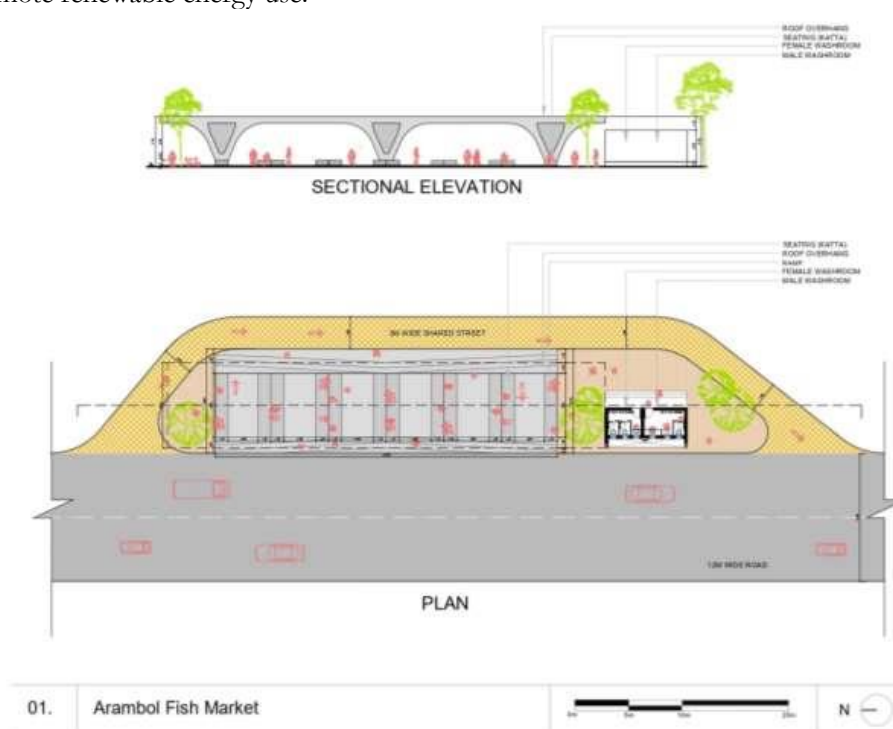 mote renewable energy use.
ROOF OVERHANG
SEATING (KATTA)
FEMALE WASHROOM
MALE WASHROOM
SECTIONAL ELEVATION
SEATING (KATTA)
ROOF OVERHANG
RAMP
FEMALE WASHROOM
MALE WASHROOM
WIDE SHARED STREET
12M WIDE ROAD
PLAN
01. Arambol Fish Market
N